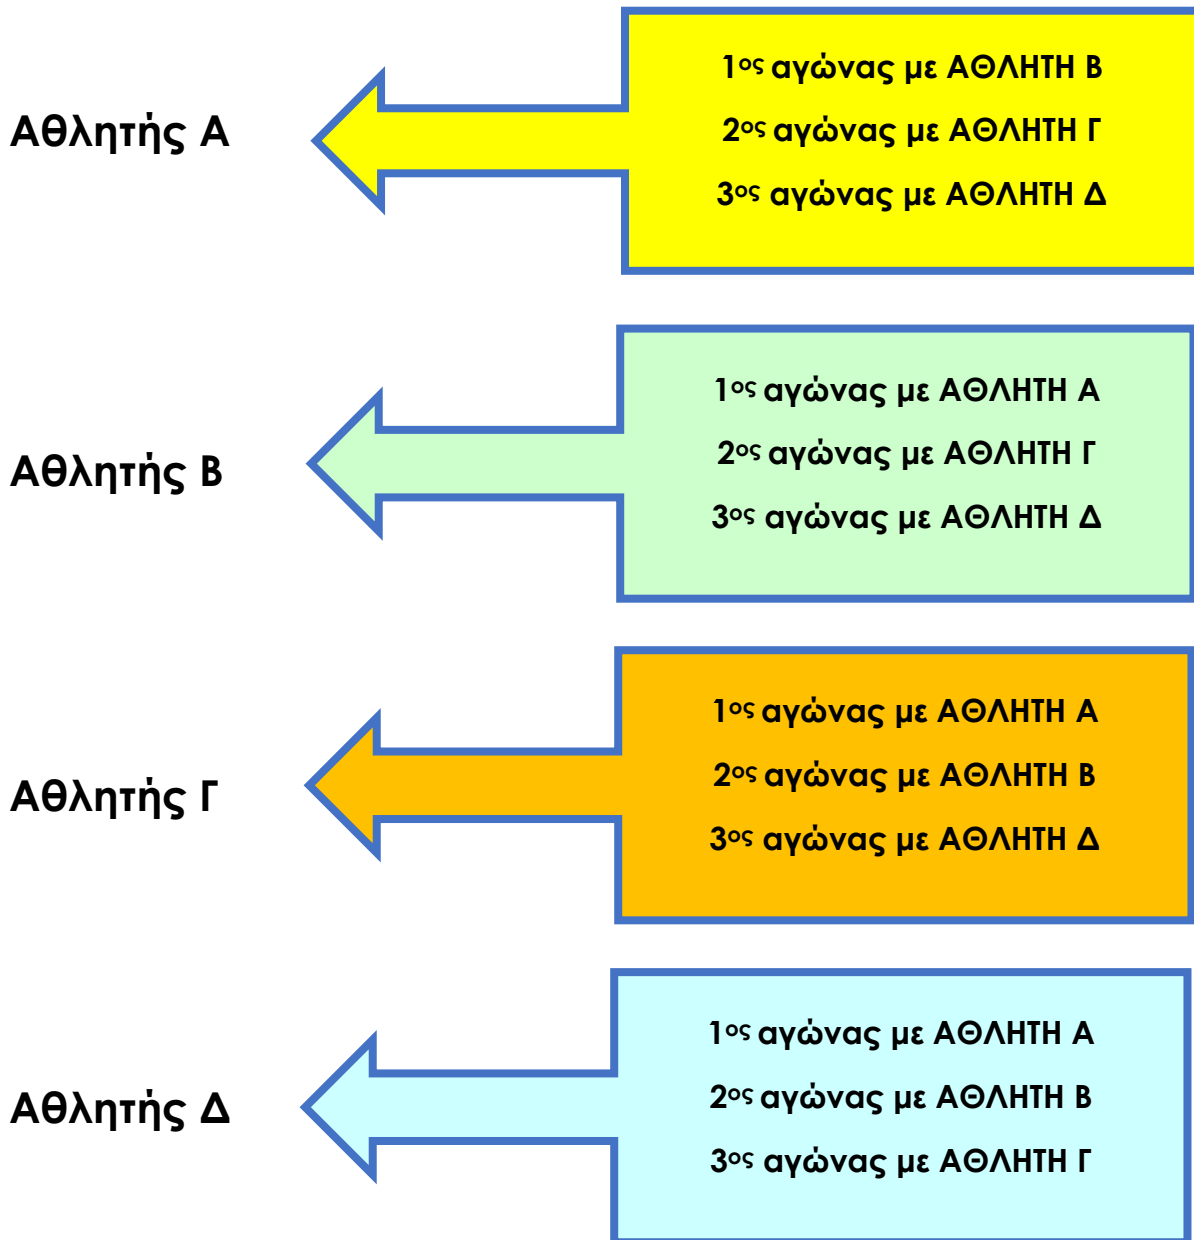 Αθλητής Α
1ος αγώνας με ΑΘΛΗΤΗ Β
2ος αγώνας με ΑΘΛΗΤΗ Γ
3ος αγώνας με ΑΘΛΗΤΗ Δ
Αθλητής Β
1ος αγώνας με ΑΘΛΗΤΗ Α
2ος αγώνας με ΑΘΛΗΤΗ Γ
3ος αγώνας με ΑΘΛΗΤΗ Δ
Αθλητής Γ
1ος αγώνας με ΑΘΛΗΤΗ Α
2ος αγώνας με ΑΘΛΗΤΗ Β
3ος αγώνας με ΑΘΛΗΤΗ Δ
Αθλητής Δ
1ος αγώνας με ΑΘΛΗΤΗ Α
2ος αγώνας με ΑΘΛΗΤΗ Β
3ος αγώνας με ΑΘΛΗΤΗ Γ